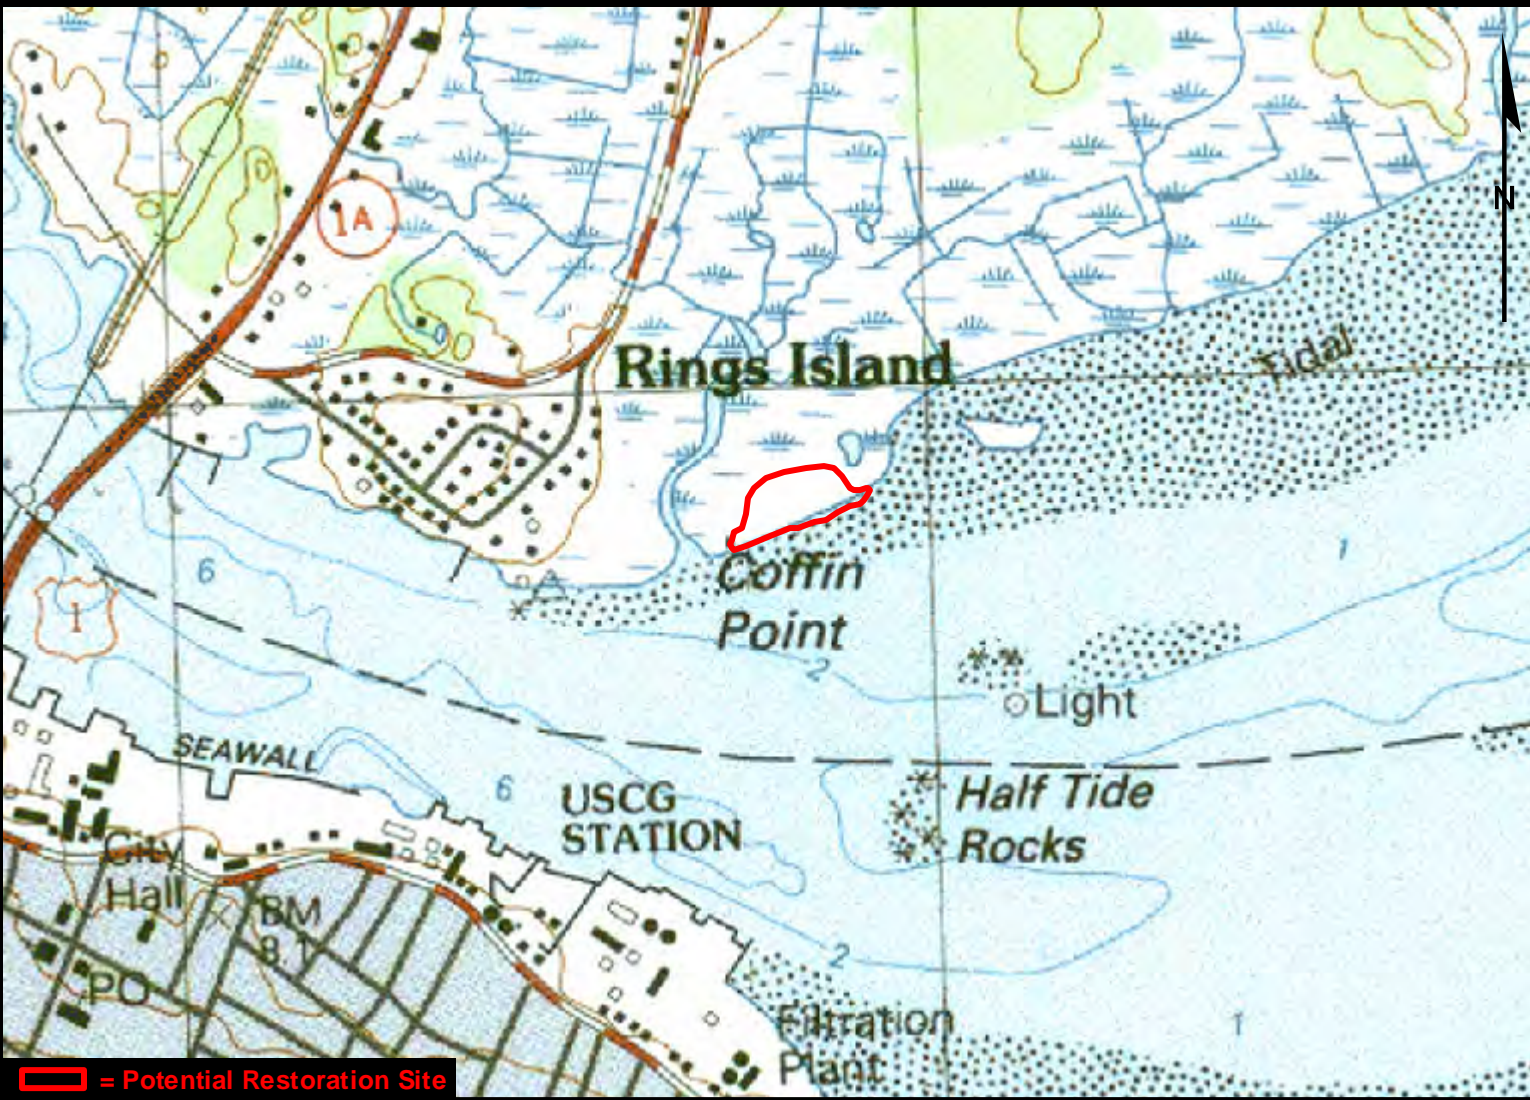 N
1A
Rings Island
Tidal
Coffin
Point
6
1
1
2
Light
SEAWALL
6
USCG
STATION
Half Tide
Rocks
City
Hall
BM
8.1
PO
2
1
Filtration
Plant
= Potential Restoration Site